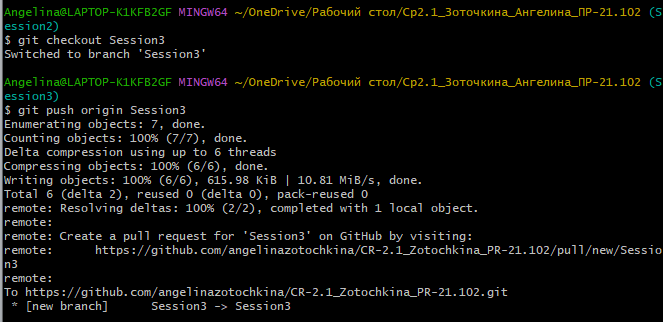 Angelina@LAPTOP-K1KFB2GF MINGW64 ~/OneDrive/Рабочий стол/Ср2.1_Зоточкина_Ангелина_ПР-21.102 (S
ession2)
$ git checkout Session3
Switched to branch 'Session3'
Angelina@LAPTOP-K1KFB2GF MINGW64 ~/OneDrive/Рабочий стол/Ср2.1_Зоточкина_Ангелина_ПР-21.102 (S
ession3)
$ git push origin Session3
Enumerating objects: 7, done.
Counting objects: 100% (7/7), done.
Delta compression using up to 6 threads
Compressing objects: 100% (6/6), done.
Writing objects: 100% (6/6), 615.98 KiB | 10.81 MiB/s, done.
Total 6 (delta 2), reused 0 (delta 0), pack-reused 0
remote: Resolving deltas: 100% (2/2), completed with 1 local object.
remote:
remote: Create a pull request for 'Session3' on GitHub by visiting:
remote:      https://github.com/angelinazotochkina/CR-2.1_Zotochkina_PR-21.102/pull/new/Sessio
n3
remote:
To https://github.com/angelinazotochkina/CR-2.1_Zotochkina_PR-21.102.git
 * [new branch]      Session3 -> Session3